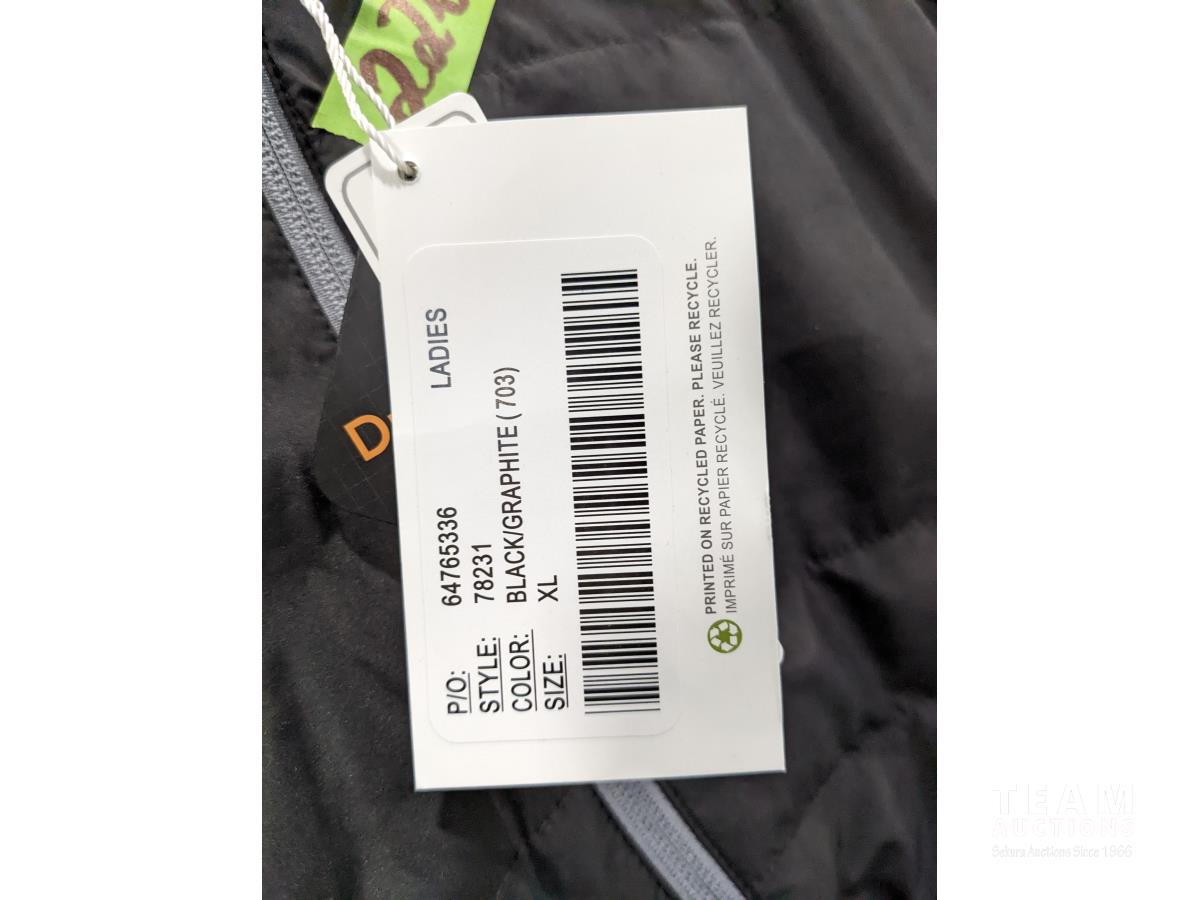 LADIES
P/O: 64765336
STYLE: 78231
COLOR: BLACK/GRAPHITE ( 703)
SIZE: XL
PRINTED ON RECYCLED PAPER. PLEASE RECYCLE.
IMPRIMÉ SUR PAPIER RECYCLÉ. VEUILLEZ RECYCLER.
TEAM
AUCTIONS
Sekura Auctions Since 1966